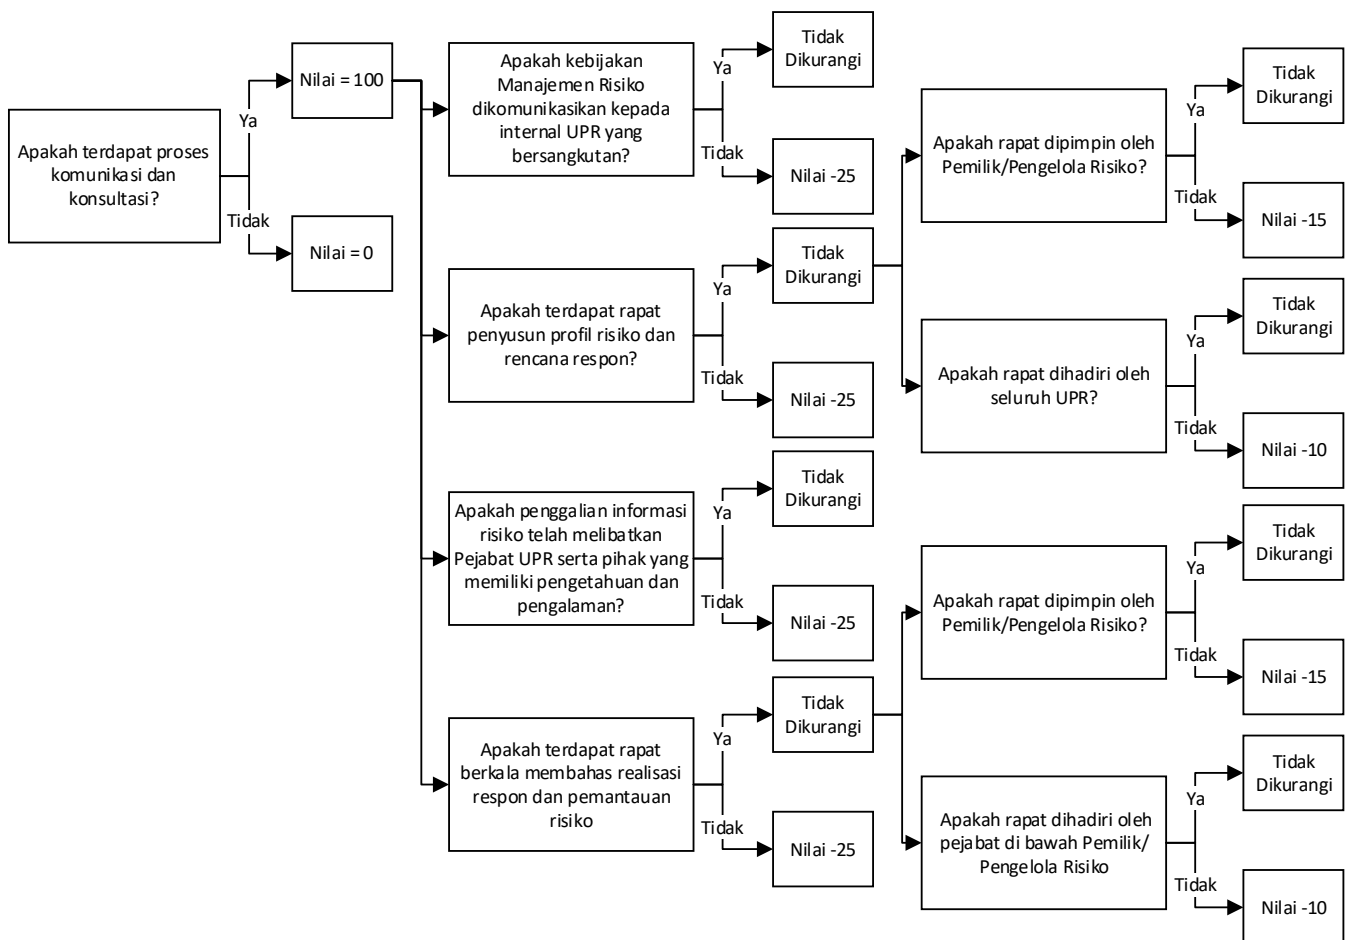 Apakah terdapat proses
komunikasi dan
konsultasi?
Ya
Tidak
Nilai = 100
Nilai = 0
Apakah kebijakan
Manajemen Risiko
dikomunikasikan kepada
internal UPR yang
bersangkutan?
Ya
Tidak
Tidak
Dikurangi
Nilai -25
Apakah terdapat rapat
penyusun profil risiko dan
rencana respon?
Ya
Tidak
Tidak
Dikurangi
Nilai -25
Apakah rapat dipimpin oleh
Pemilik/Pengelola Risiko?
Ya
Tidak
Tidak
Dikurangi
Nilai -15
Apakah rapat dihadiri oleh
seluruh UPR?
Ya
Tidak
Tidak
Dikurangi
Nilai -10
Apakah penggalian informasi
risiko telah melibatkan
Pejabat UPR serta pihak yang
memiliki pengetahuan dan
pengalaman?
Ya
Tidak
Tidak
Dikurangi
Nilai -25
Apakah terdapat rapat
berkala membahas realisasi
respon dan pemantauan
risiko
Ya
Tidak
Tidak
Dikurangi
Nilai -25
Apakah rapat dipimpin oleh
Pemilik/Pengelola Risiko?
Ya
Tidak
Tidak
Dikurangi
Nilai -15
Apakah rapat dihadiri oleh
pejabat di bawah Pemilik/
Pengelola Risiko
Ya
Tidak
Tidak
Dikurangi
Nilai -10